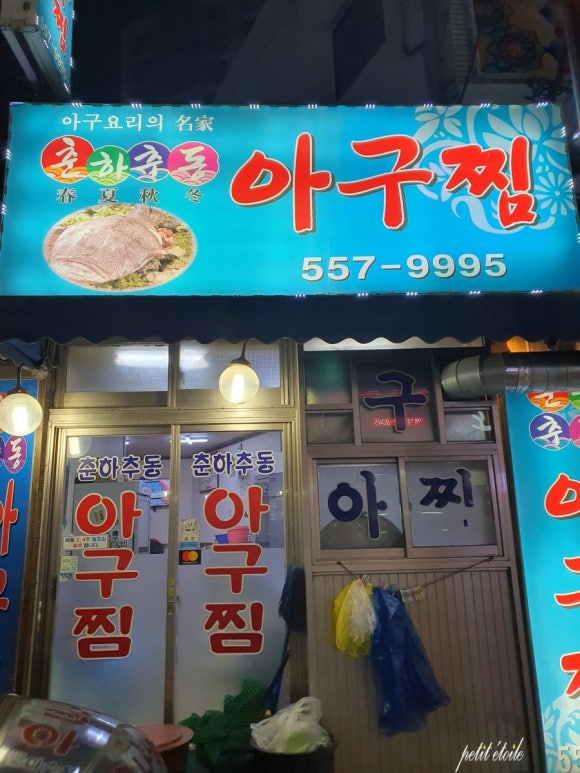 아구요리의 名家
춘하추동
春夏秋冬
아구찜
557-9995
춘하추동
아구찜
춘하추동
아구찜
구
아 찌
petit étoile